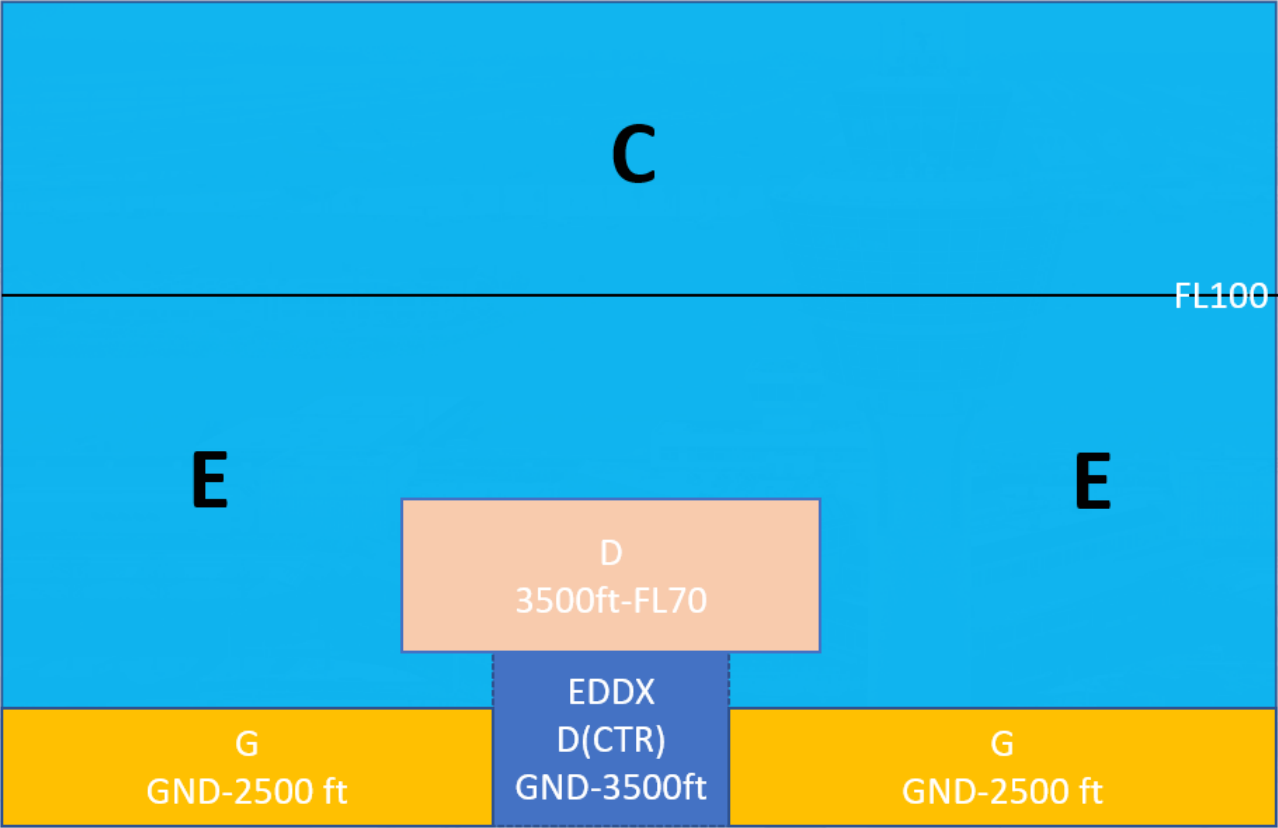 C
FL100
E
E
D
3500ft-FL70
EDDX
D(CTR)
GND-3500ft
G
GND-2500 ft
G
GND-2500 ft